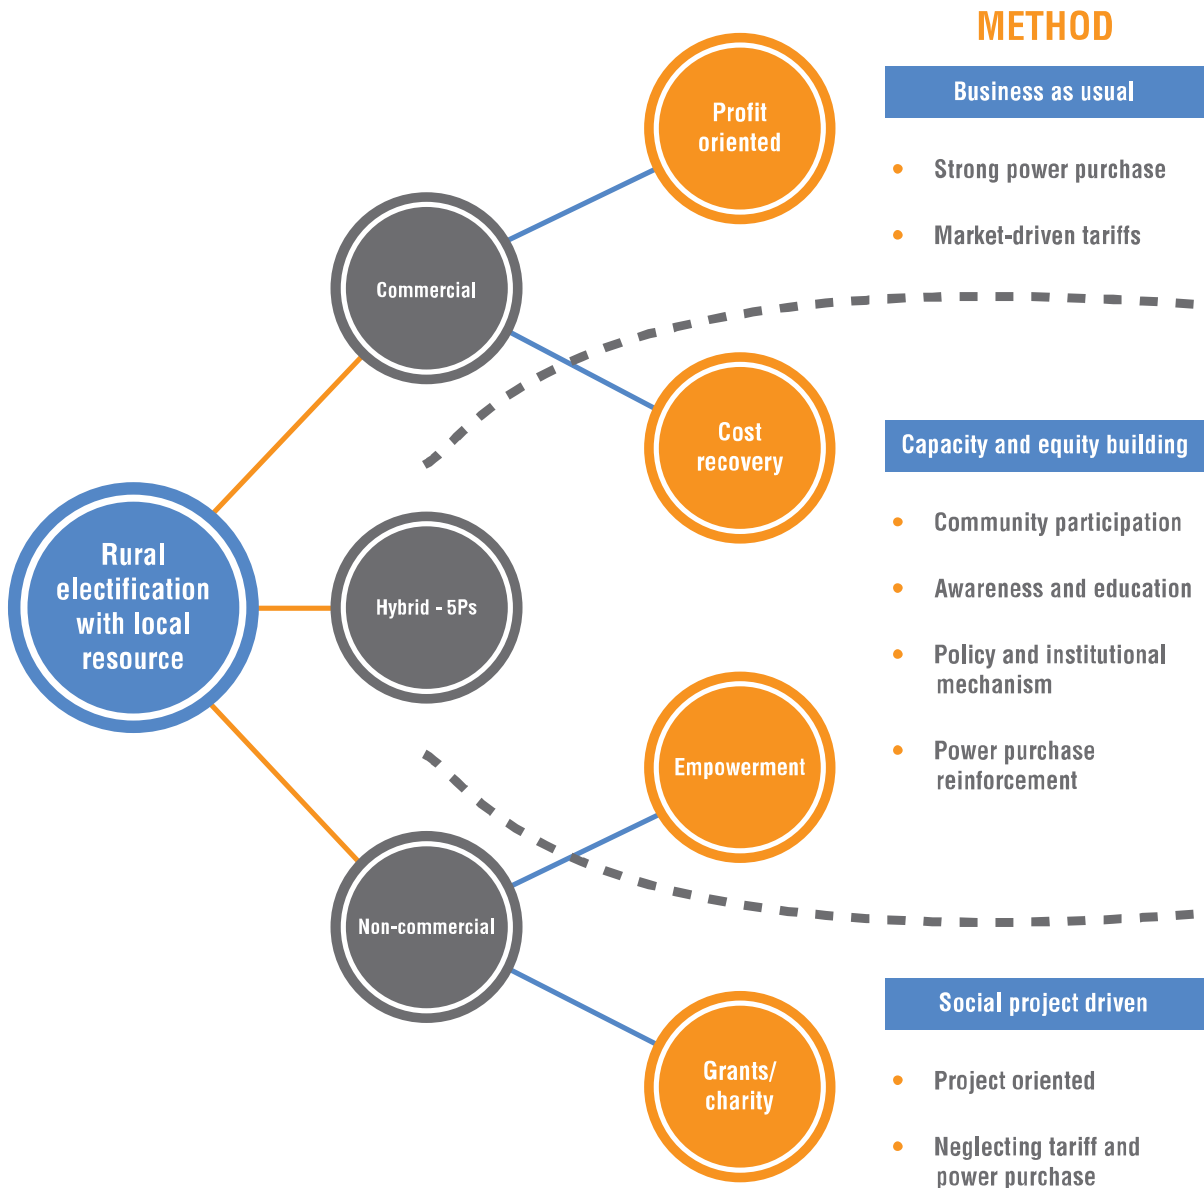 METHOD
Profit
oriented
Business as usual
• Strong power purchase
• Market-driven tariffs
Commercial
Cost
recovery
Capacity and equity building
• Community participation
• Awareness and education
• Policy and institutional
mechanism
• Power purchase
reinforcement
Rural
electification
with local
resource
Hybrid - 5Ps
Empowerment
Non-commercial
Grants/
charity
Social project driven
• Project oriented
• Neglecting tariff and
power purchase